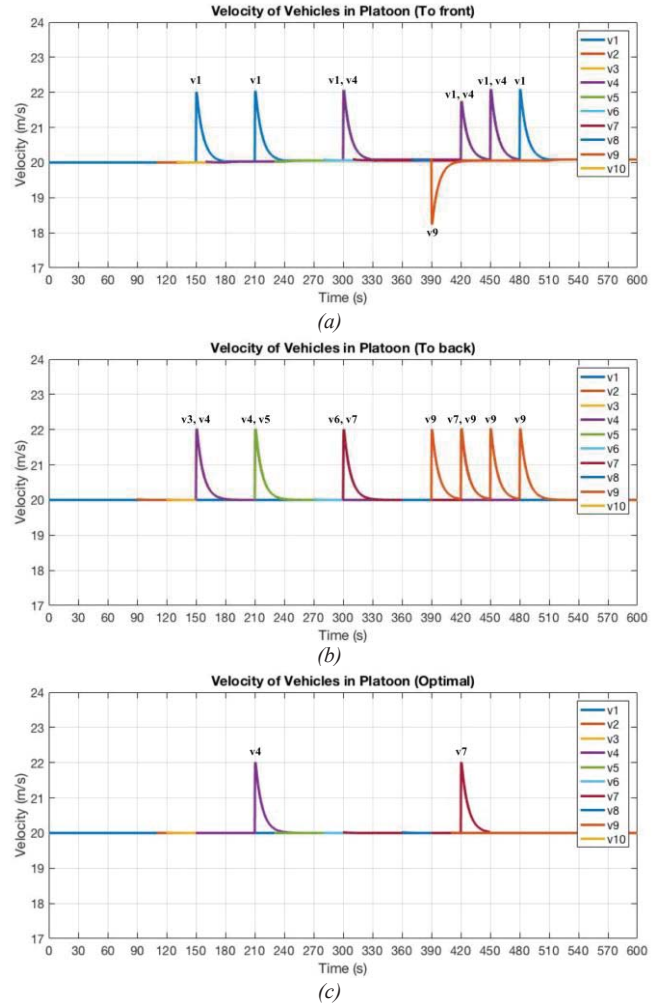 Velocity of Vehicles in Platoon (To front)
24
23
22
21
20
19
18
17
Velocity (m/s)
v1
v1
v1, v4
v1, v4
v1, v4
v1
v9
v1
v2
v3
v4
v5
v6
v7
v8
v9
v10
0 30 60 90 120 150 180 210 240 270 300 330 360 390 420 450 480 510 540 570 600
Time (s)
(a)
Velocity of Vehicles in Platoon (To back)
24
23
22
21
20
19
18
17
Velocity (m/s)
v3, v4
v4, v5
v6, v7
v9
v7, v9
v9
v9
v1
v2
v3
v4
v5
v6
v7
v8
v9
v10
0 30 60 90 120 150 180 210 240 270 300 330 360 390 420 450 480 510 540 570 600
Time (s)
(b)
Velocity of Vehicles in Platoon (Optimal)
24
23
22
21
20
19
18
17
Velocity (m/s)
v4
v7
v1
v2
v3
v4
v5
v6
v7
v8
v9
v10
0 30 60 90 120 150 180 210 240 270 300 330 360 390 420 450 480 510 540 570 600
Time (s)
(c)